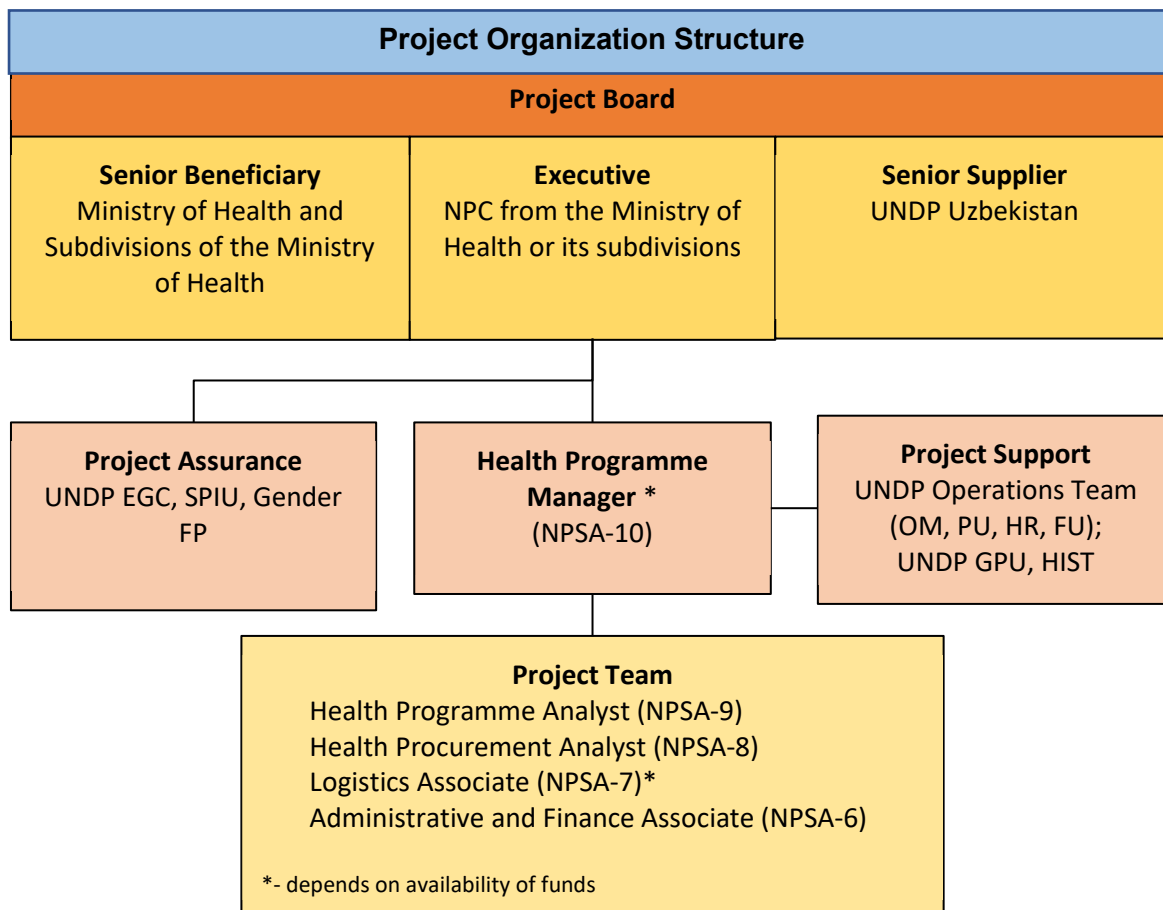 Project Organization Structure
Project Board
Senior Beneficiary
Ministry of Health and
Subdivisions of the Ministry
of Health
Executive
NPC from the Ministry of
Health or its subdivisions
Senior Supplier
UNDP Uzbekistan
Project Assurance
UNDP EGC, SPIU, Gender
FP
Health Programme
Manager *
(NPSA-10)
Project Support
UNDP Operations Team
(OM, PU, HR, FU);
UNDP GPU, HIST
Project Team
Health Programme Analyst (NPSA-9)
Health Procurement Analyst (NPSA-8)
Logistics Associate (NPSA-7)*
Administrative and Finance Associate (NPSA-6)
*- depends on availability of funds